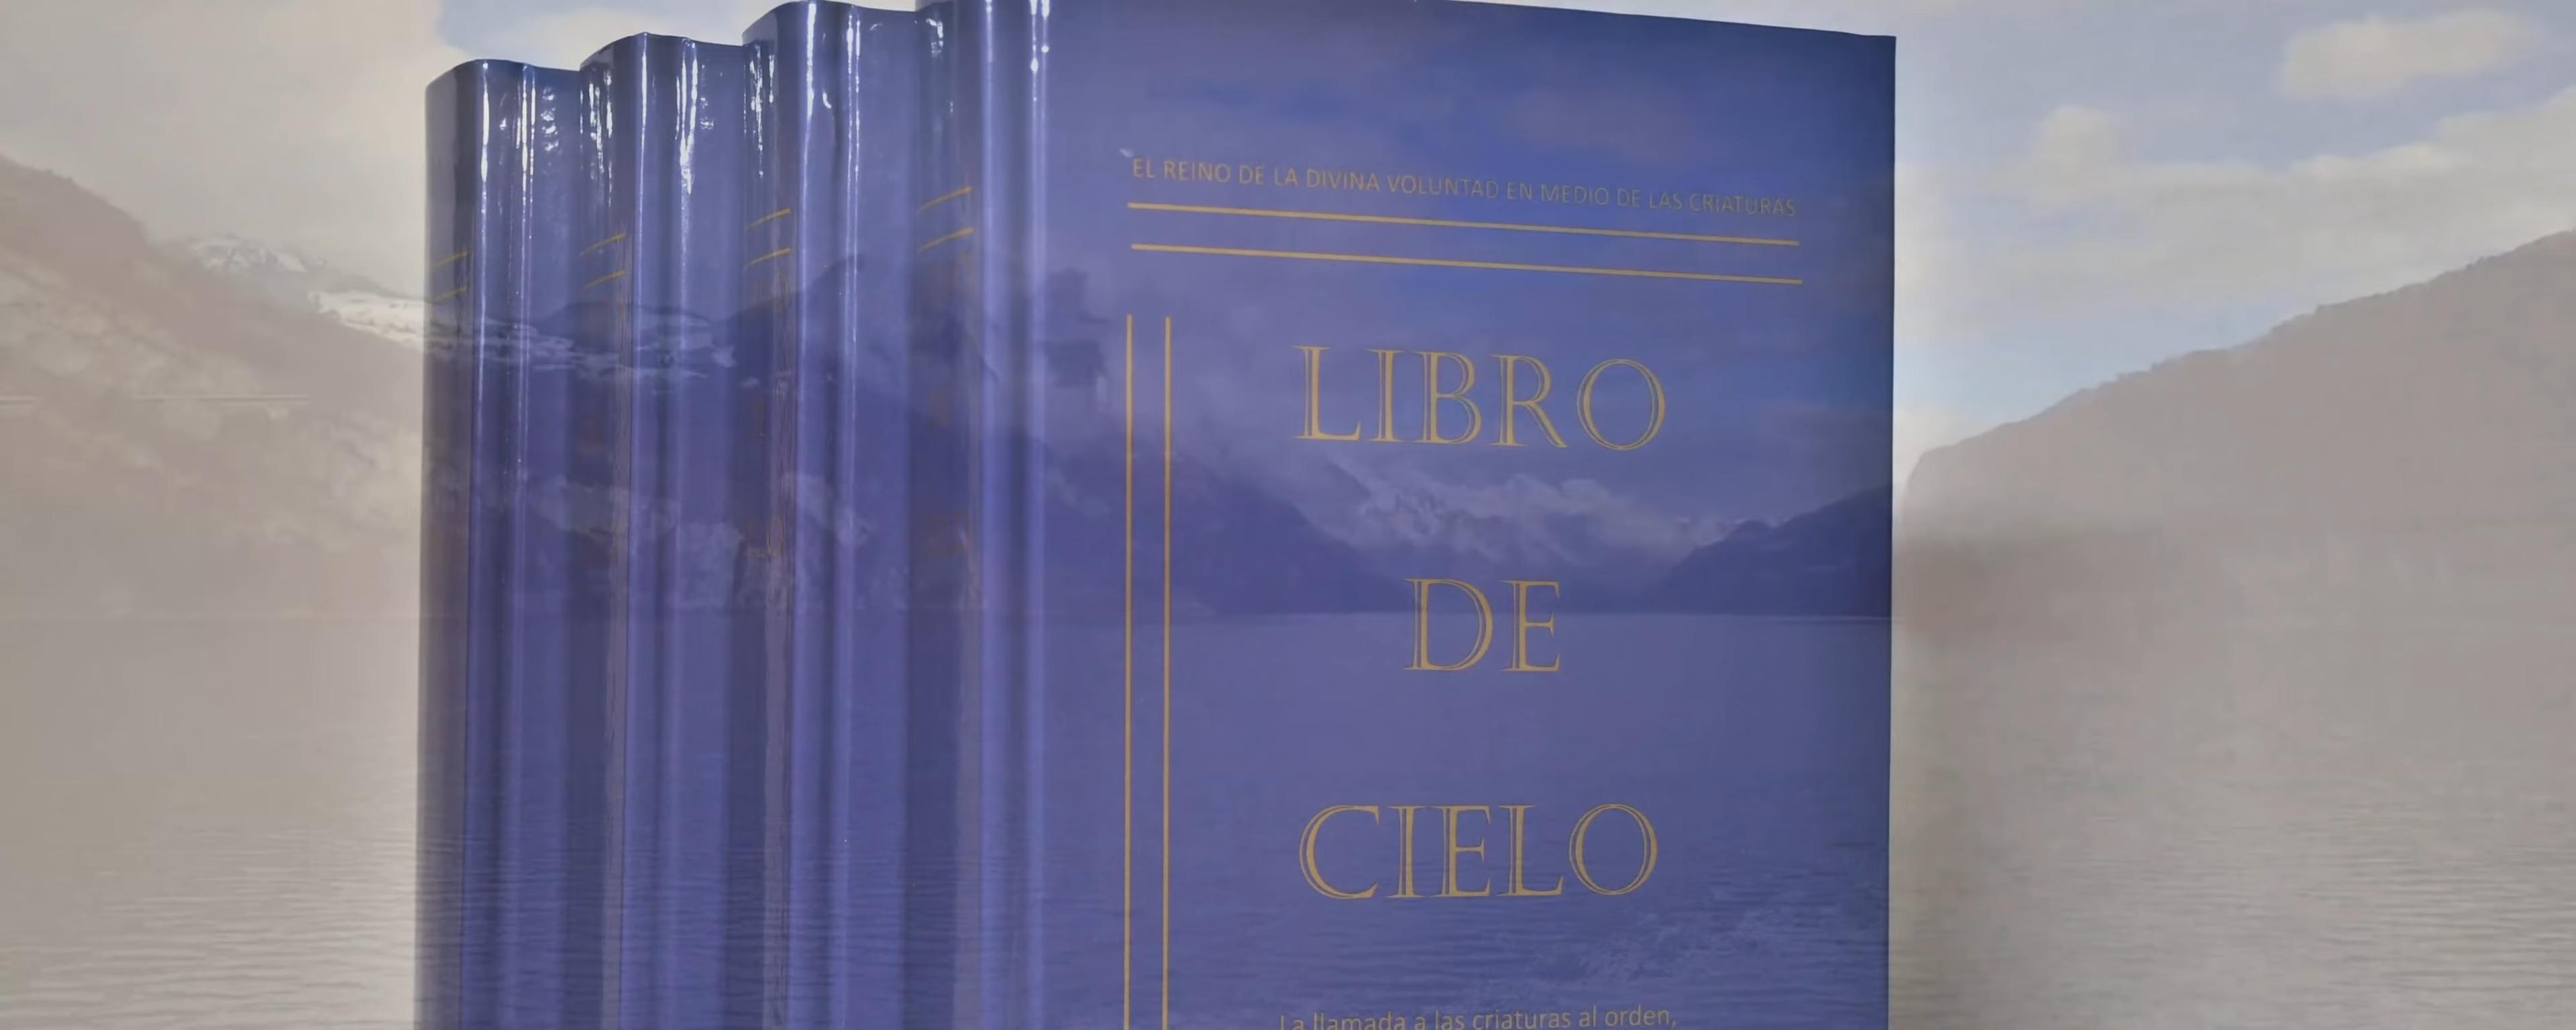 EL REINO DE LA DIVINA VOLUNTAD EN MEDIO DE LAS CRIATURAS
LIBRO
DE
CIELO
La llamada a las criaturas al orden,